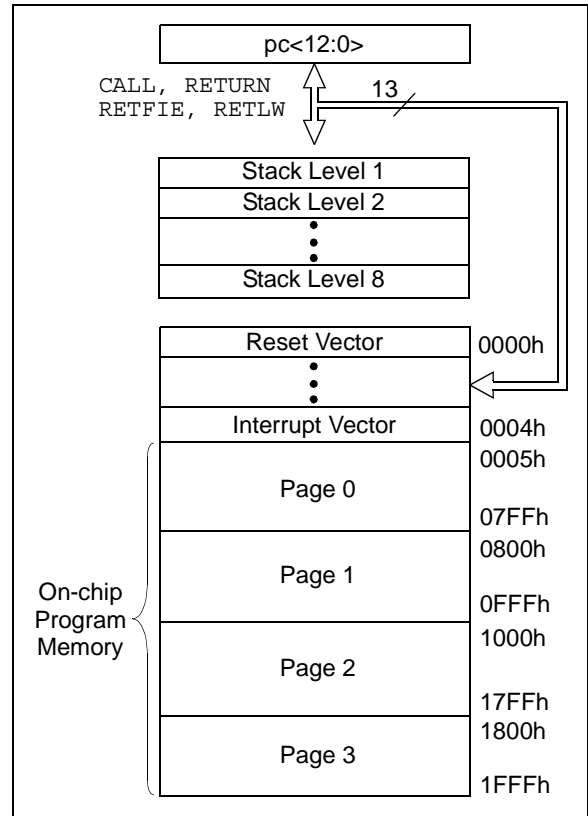 pc<12:0>
CALL, RETURN
RETFIE, RETLW
13
Stack Level 1
Stack Level 2
Stack Level 8
Reset Vector
0000h
Interrupt Vector
0004h
0005h
Page 0
07FFh
0800h
Page 1
0FFFh
On-chip
Program
Memory
1000h
Page 2
17FFh
1800h
Page 3
1FFFh